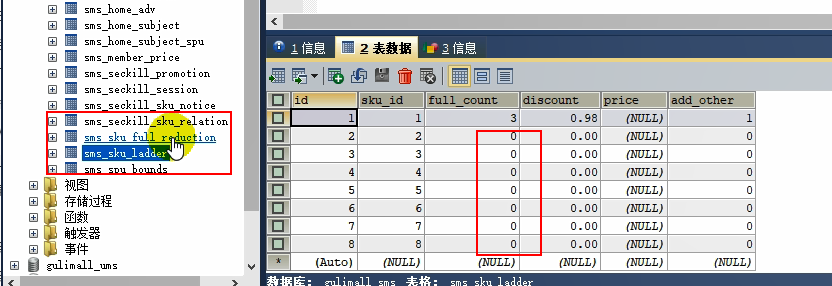 sms_home_adv
sms_home_subject
sms_home_subject_spu
sms_member_price
sms_seckill_promotion
sms_seckill_session
sms_seckill_sku_notice
sms_seckill_sku_relation
sms_sku_full_reduction
sms_sku_ladder
sms_spu_bounds
视图
存储过程
函数
触发器
事件
gulimall_ums
1 信息 2 表数据 3 信息
id sku_id full_count discount price add_other
1 1 3 0.98 (NULL) 1
2 2 0 0.00 (NULL) 0
3 3 0 0.00 (NULL) 0
4 4 0 0.00 (NULL) 0
5 5 0 0.00 (NULL) 0
6 6 0 0.00 (NULL) 0
7 7 0 0.00 (NULL) 0
8 8 0 0.00 (NULL) 0
* (Auto) (NULL) (NULL) (NULL) (NULL) (NULL)
数据库: gulimall_sms 表格: sms_sku_ladder